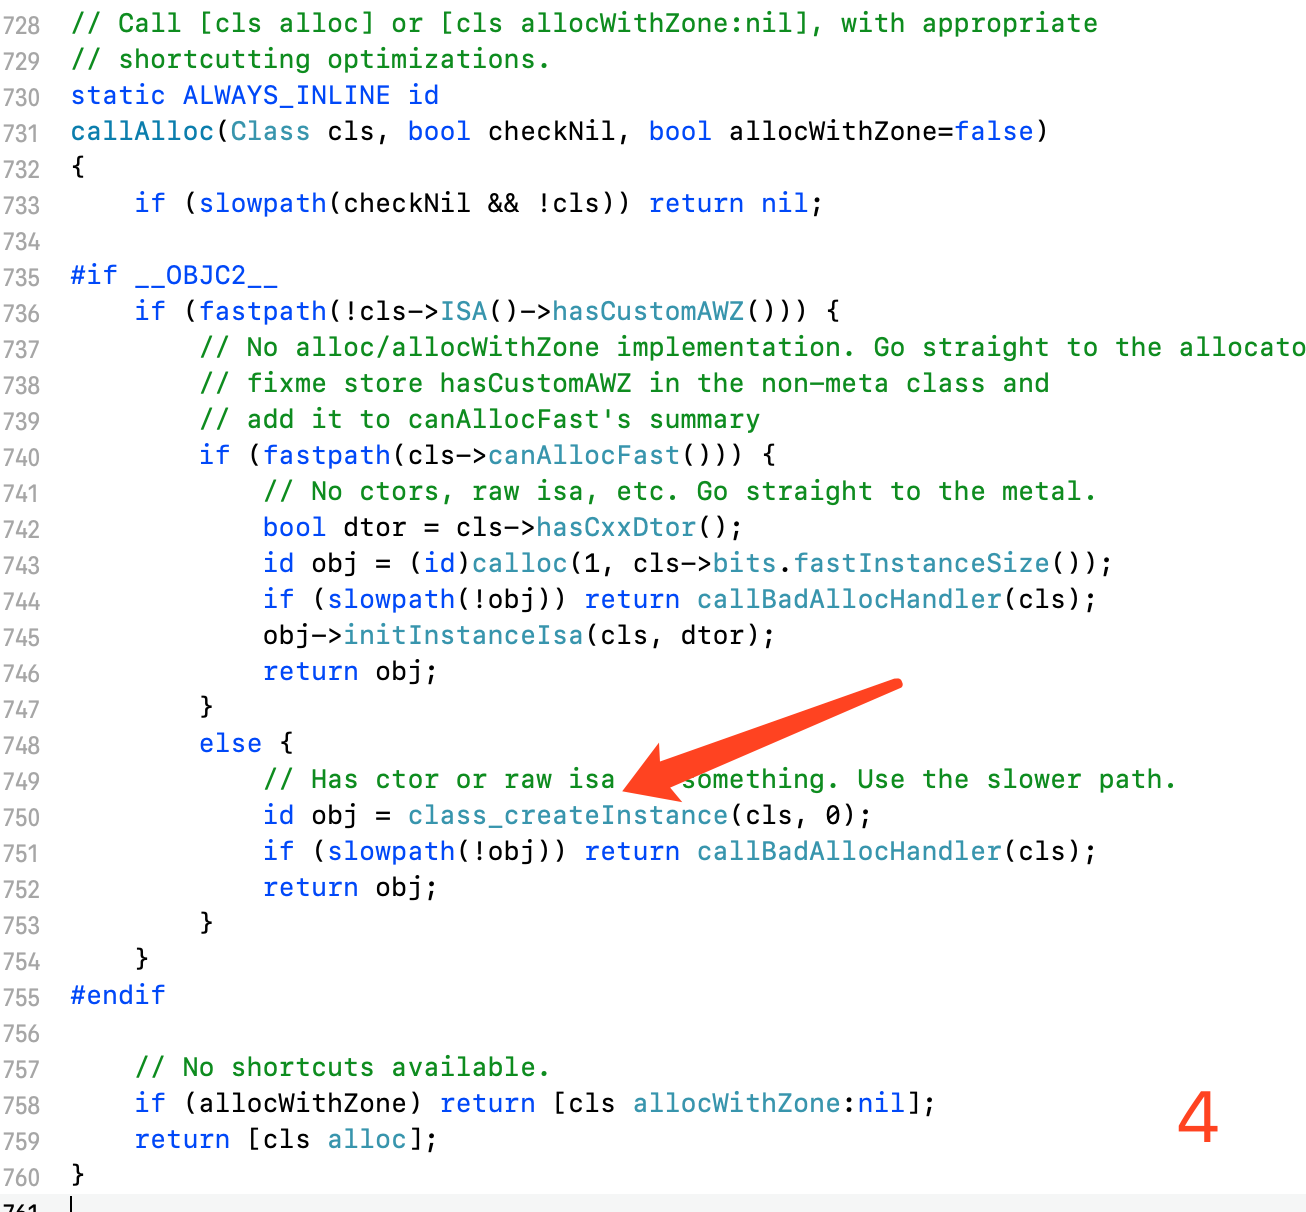 728 // Call [cls alloc] or [cls allocWithZone:nil], with appropriate
729 // shortcutting optimizations.
730 static ALWAYS_INLINE id
731 callAlloc(Class cls, bool checkNil, bool allocWithZone=false)
732 {
733     if (slowpath(checkNil && !cls)) return nil;
734
735 #if __OBJC2__
736     if (fastpath(!cls->ISA()->hasCustomAWZ())) {
737         // No alloc/allocWithZone implementation. Go straight to the allocato
738         // fixme store hasCustomAWZ in the non-meta class and
739         // add it to canAllocFast's summary
740         if (fastpath(cls->canAllocFast())) {
741             // No ctors, raw isa, etc. Go straight to the metal.
742             bool dtor = cls->hasCxxDtor();
743             id obj = (id)calloc(1, cls->bits.fastInstanceSize());
744             if (slowpath(!obj)) return callBadAllocHandler(cls);
745             obj->initInstanceIsa(cls, dtor);
746             return obj;
747         }
748         else {
749             // Has ctor or raw isa something. Use the slower path.
750             id obj = class_createInstance(cls, 0);
751             if (slowpath(!obj)) return callBadAllocHandler(cls);
752             return obj;
753         }
754     }
755 #endif
756
757     // No shortcuts available.
758     if (allocWithZone) return [cls allocWithZone:nil];
759     return [cls alloc];
760 }
761
4